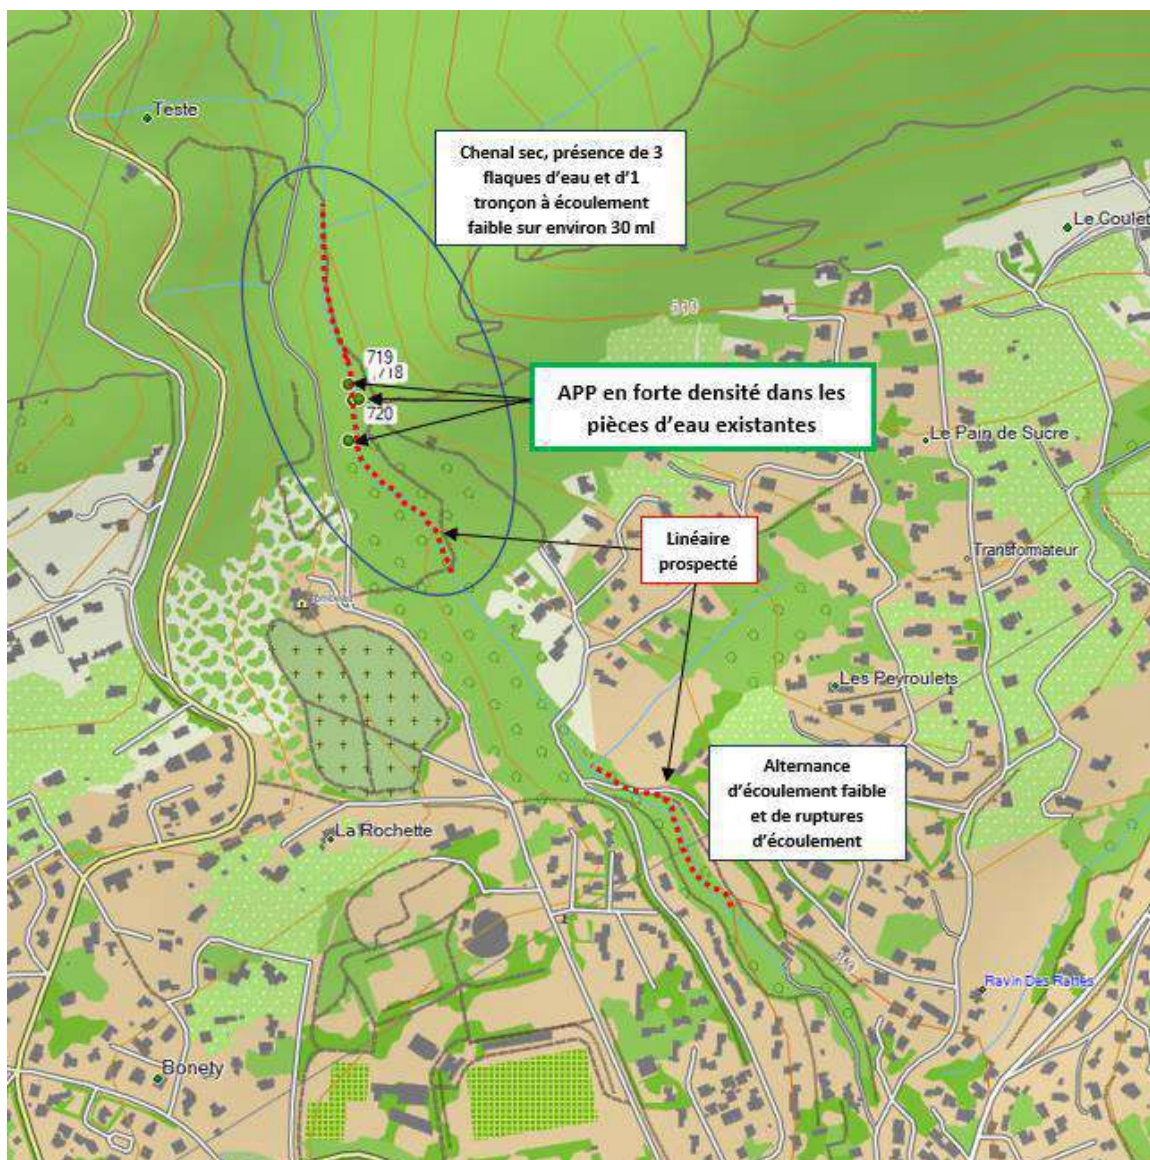 Teste
Chenal sec, présence de 3
flaques d'eau et d'1
tronçon à écoulement
faible sur environ 30 ml
Le Goulet
719
718
720
APP en forte densité dans les
pièces d'eau existantes
Le Pain de Sucre
Linéaire
prospecté
Transformateur
Les Peyroulets
Alternance
d'écoulement faible
et de ruptures
d'écoulement
La Rochette
Ravin Des Rattes
Bonety